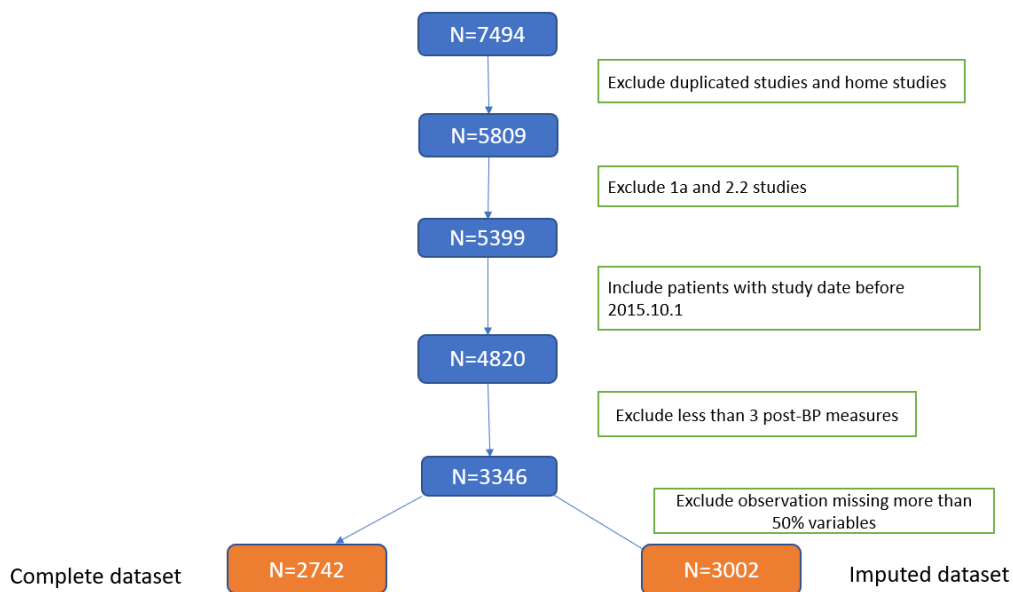 N=7494
Exclude duplicated studies and home studies
N=5809
Exclude 1a and 2.2 studies
N=5399
Include patients with study date before
2015.10.1
N=4820
Exclude less than 3 post-BP measures
N=3346
Exclude observation missing more than
50% variables
Complete dataset
N=2742
N=3002
Imputed dataset